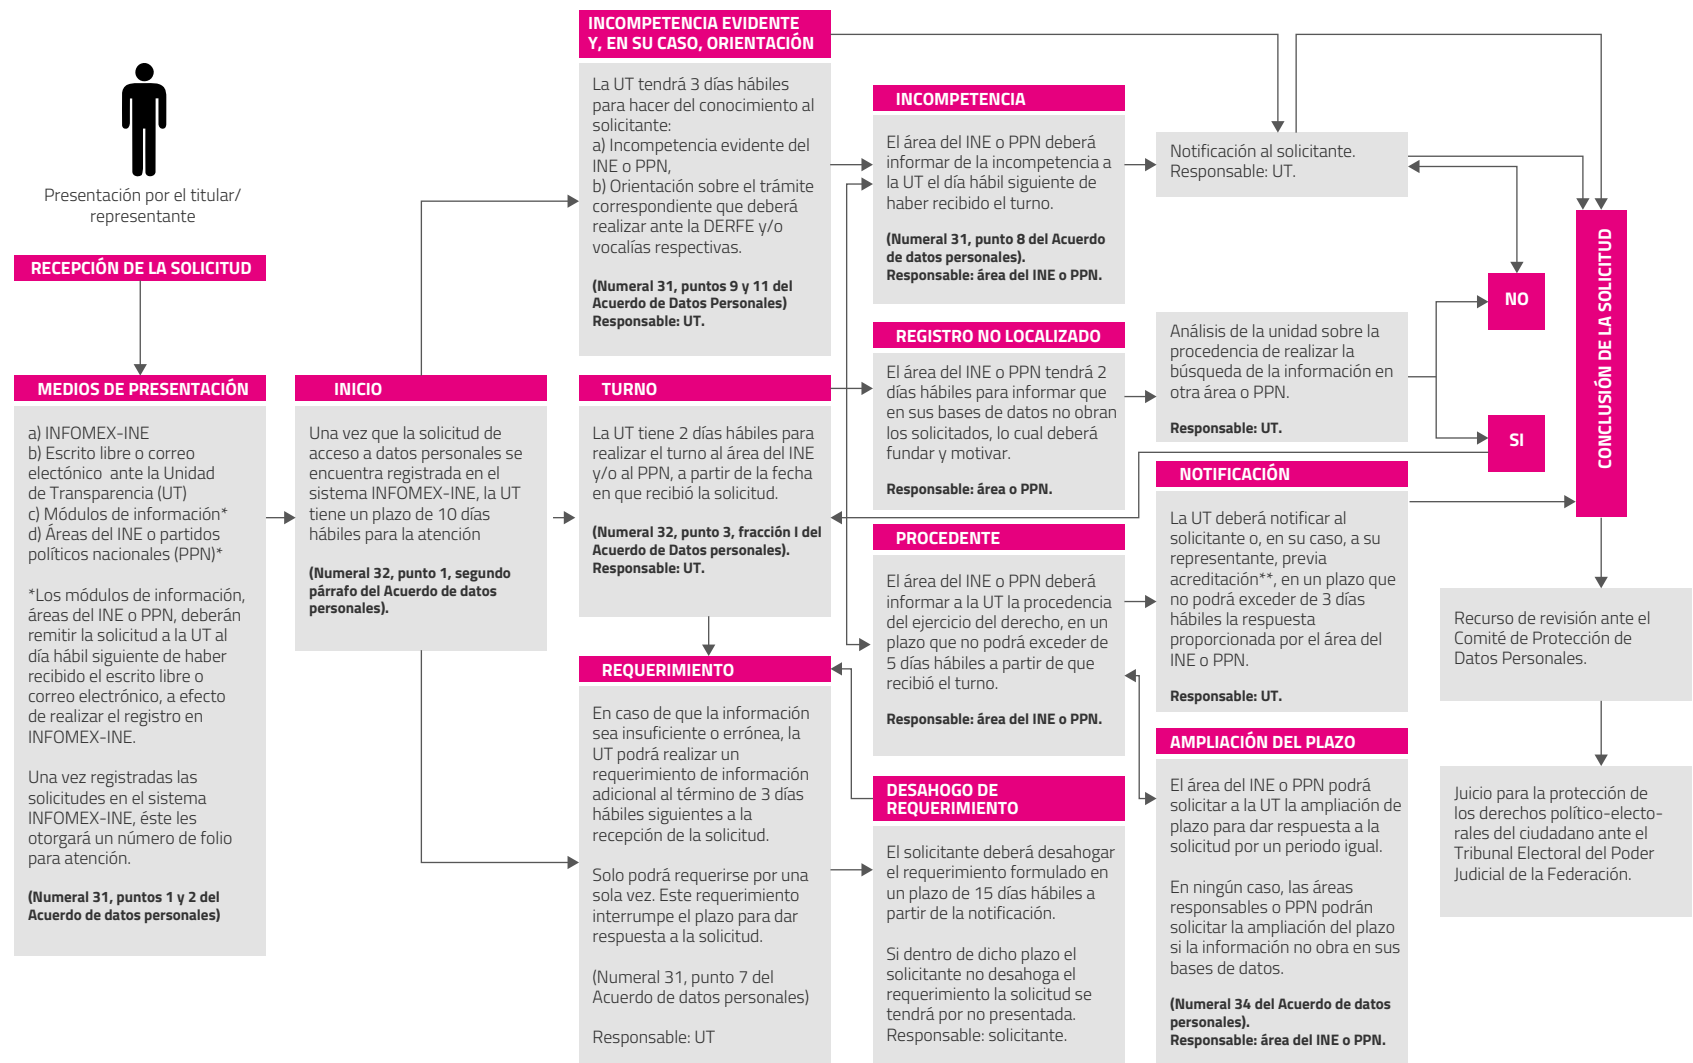 Presentación por el titular/
representante
RECEPCIÓN DE LA SOLICITUD
MEDIOS DE PRESENTACIÓN
a) INFOMEX-INE
b) Escrito libre o correo
electrónico ante la Unidad
de Transparencia (UT)
c) Módulos de información*
d) Áreas del INE o partidos
políticos nacionales (PPN)*
*Los módulos de información,
áreas del INE o PPN, deberán
remitir la solicitud a la UT al
día hábil siguiente de haber
recibido el escrito libre o
correo electrónico, a efecto
de realizar el registro en
INFOMEX-INE.
Una vez registradas las
solicitudes en el sistema
INFOMEX-INE, éste les
otorgará un número de folio
para atención.
(Numeral 31, puntos 1 y 2 del
Acuerdo de datos personales)
INICIO
Una vez que la solicitud de
acceso a datos personales se
encuentra registrada en el
sistema INFOMEX-INE, la UT
tiene un plazo de 10 días
hábiles para la atención
(Numeral 32, punto 1, segundo
párrafo del Acuerdo de datos
personales).
INCOMPETENCIA EVIDENTE
Y, EN SU CASO, ORIENTACIÓN
La UT tendrá 3 días hábiles
para hacer del conocimiento al
solicitante:
a) Incompetencia evidente del
INE o PPN,
b) Orientación sobre el trámite
correspondiente que deberá
realizar ante la DERFE y/o
vocalías respectivas.
(Numeral 31, puntos 9 y 11 del
Acuerdo de Datos Personales)
Responsable: UT.
TURNO
La UT tiene 2 días hábiles para
realizar el turno al área del INE
y/o al PPN, a partir de la fecha
en que recibió la solicitud.
(Numeral 32, punto 3, fracción I del
Acuerdo de Datos personales).
Responsable: UT.
REQUERIMIENTO
En caso de que la información
sea insuficiente o errónea, la
UT podrá realizar un
requerimiento de información
adicional al término de 3 días
hábiles siguientes a la
recepción de la solicitud.
Solo podrá requerirse por una
sola vez. Este requerimiento
interrumpe el plazo para dar
respuesta a la solicitud.
(Numeral 31, punto 7 del
Acuerdo de datos personales)
Responsable: UT
INCOMPETENCIA
El área del INE o PPN deberá
informar de la incompetencia a
la UT el día hábil siguiente de
haber recibido el turno.
(Numeral 31, punto 8 del Acuerdo
de datos personales).
Responsable: área del INE o PPN.
REGISTRO NO LOCALIZADO
El área del INE o PPN tendrá 2
días hábiles para informar que
en sus bases de datos no obran
los solicitados, lo cual deberá
fundar y motivar.
Responsable: área o PPN.
PROCEDENTE
El área del INE o PPN deberá
informar a la UT la procedencia
del ejercicio del derecho, en un
plazo que no podrá exceder de
5 días hábiles a partir de que
recibió el turno.
Responsable: área del INE o PPN.
DESAHOGO DE
REQUERIMIENTO
El solicitante deberá desahogar
el requerimiento formulado en
un plazo de 15 días hábiles a
partir de la notificación.
Si dentro de dicho plazo el
solicitante no desahoga el
requerimiento la solicitud se
tendrá por no presentada.
Responsable: solicitante.
Notificación al solicitante.
Responsable: UT.
Análisis de la unidad sobre la
procedencia de realizar la
búsqueda de la información en
otra área o PPN.
Responsable: UT.
NO
SI
NOTIFICACIÓN
La UT deberá notificar al
solicitante o, en su caso, a su
representante, previa
acreditación**, en un plazo que
no podrá exceder de 3 días
hábiles la respuesta
proporcionada por el área del
INE o PPN.
Responsable: UT.
AMPLIACIÓN DEL PLAZO
El área del INE o PPN podrá
solicitar a la UT la ampliación de
plazo para dar respuesta a la
solicitud por un periodo igual.
En ningún caso, las áreas
responsables o PPN podrán
solicitar la ampliación del plazo
si la información no obra en sus
bases de datos.
(Numeral 34 del Acuerdo de datos
personales).
Responsable: área del INE o PPN.
CONCLUSIÓN DE LA SOLICITUD
Recurso de revisión ante el
Comité de Protección de
Datos Personales.
Juicio para la protección de
los derechos político-electo-
rales del ciudadano ante el
Tribunal Electoral del Poder
Judicial de la Federación.